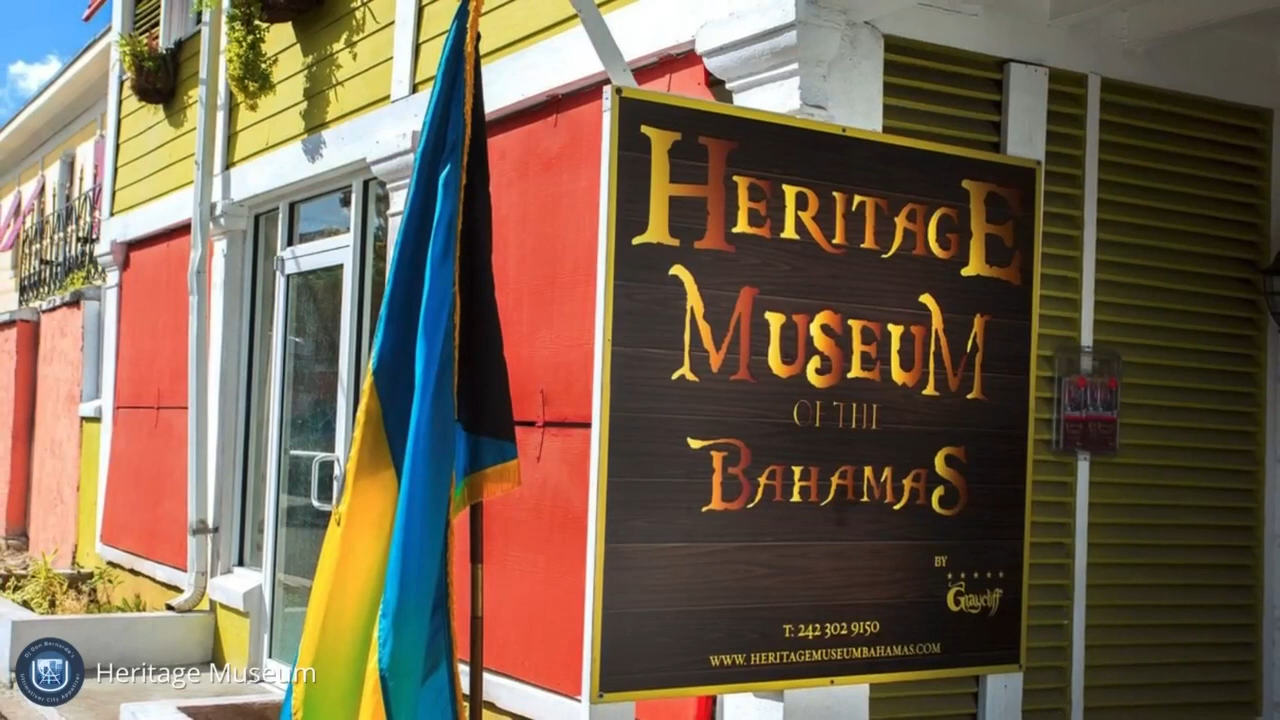 HERITAGE
MUSEUM
OF THE
BAHAMAS
BY
Graycliff
T: 242 302 9150
WWW. HERITAGEMUSEUMBAHAMAS.COM
Heritage Museum